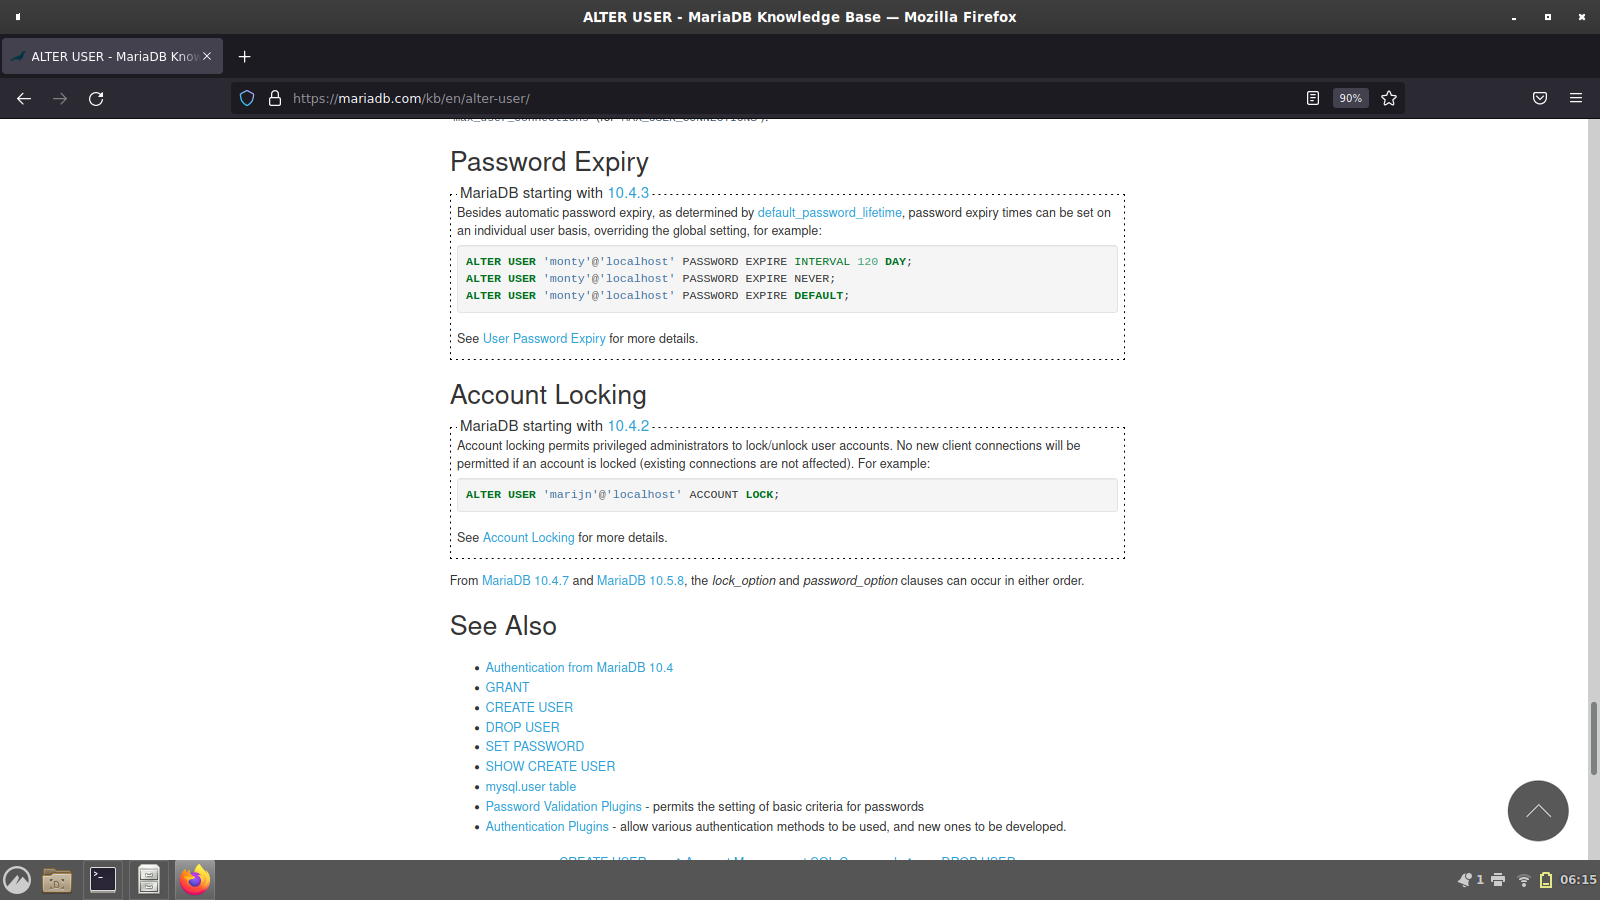 ALTER USER - MariaDB Knowledge Base — Mozilla Firefox
ALTER USER - MariaDB Know
https://mariadb.com/kb/en/alter-user/
90%
Password Expiry
MariaDB starting with 10.4.3
Besides automatic password expiry, as determined by default_password_lifetime, password expiry times can be set on
an individual user basis, overriding the global setting, for example:
ALTER USER 'monty'@'localhost' PASSWORD EXPIRE INTERVAL 120 DAY;
ALTER USER 'monty'@'localhost' PASSWORD EXPIRE NEVER;
ALTER USER 'monty'@'localhost' PASSWORD EXPIRE DEFAULT;
See User Password Expiry for more details.
Account Locking
MariaDB starting with 10.4.2
Account locking permits privileged administrators to lock/unlock user accounts. No new client connections will be
permitted if an account is locked (existing connections are not affected). For example:
ALTER USER 'marijn'@'localhost' ACCOUNT LOCK;
See Account Locking for more details.
From MariaDB 10.4.7 and MariaDB 10.5.8, the lock_option and password_option clauses can occur in either order.
See Also
• Authentication from MariaDB 10.4
• GRANT
• CREATE USER
• DROP USER
• SET PASSWORD
• SHOW CREATE USER
• mysql.user table
• Password Validation Plugins - permits the setting of basic criteria for passwords
• Authentication Plugins - allow various authentication methods to be used, and new ones to be developed.
1
06:15